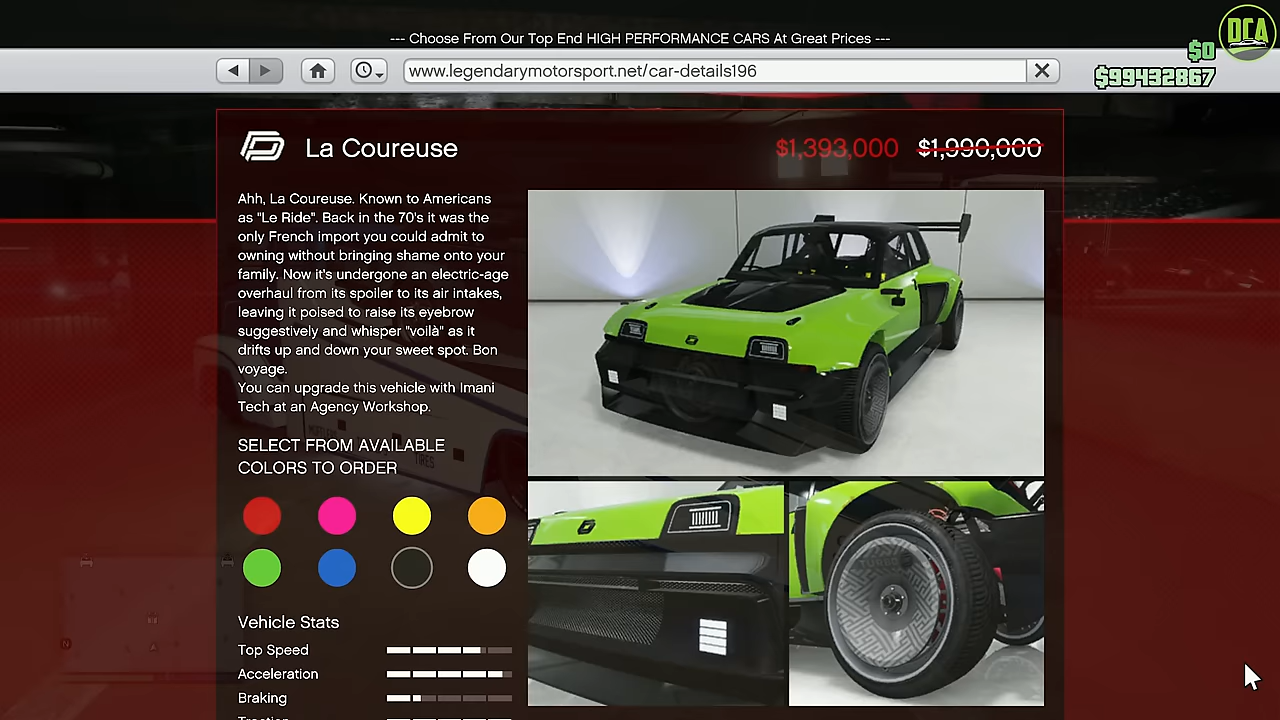 --- Choose From Our Top End HIGH PERFORMANCE CARS At Great Prices ---
DCA
$0
www.legendarymotorsport.net/car-details196
$99432867
La Coureuse
$1,393,000 $1,990,000
Ahh, La Coureuse. Known to Americans
as "Le Ride". Back in the 70's it was the
only French import you could admit to
owning without bringing shame onto your
family. Now it's undergone an electric-age
overhaul from its spoiler to its air intakes,
leaving it poised to raise its eyebrow
suggestively and whisper "voilà" as it
drifts up and down your sweet spot. Bon
voyage.
You can upgrade this vehicle with Imani
Tech at an Agency Workshop.
SELECT FROM AVAILABLE
COLORS TO ORDER
Vehicle Stats
Top Speed
Acceleration
Braking
TURBO